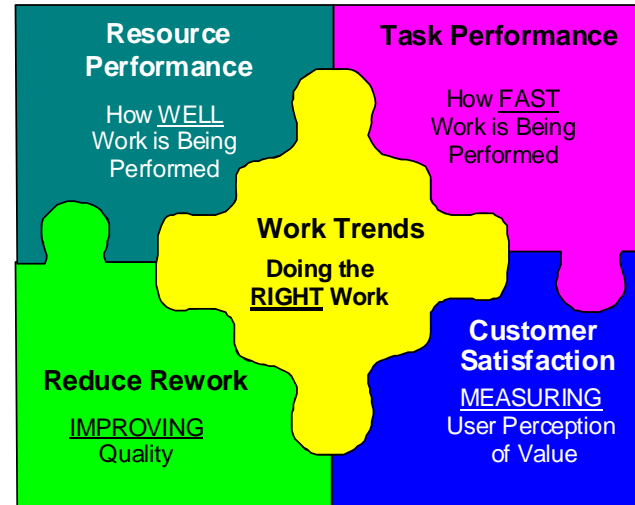 Resource
Performance
How WELL
Work is Being
Performed
Task Performance
How FAST
Work is Being
Performed
Work Trends
Doing the
RIGHT Work
Reduce Rework
IMPROVING
Quality
Customer
Satisfaction
MEASURING
User Perception
of Value